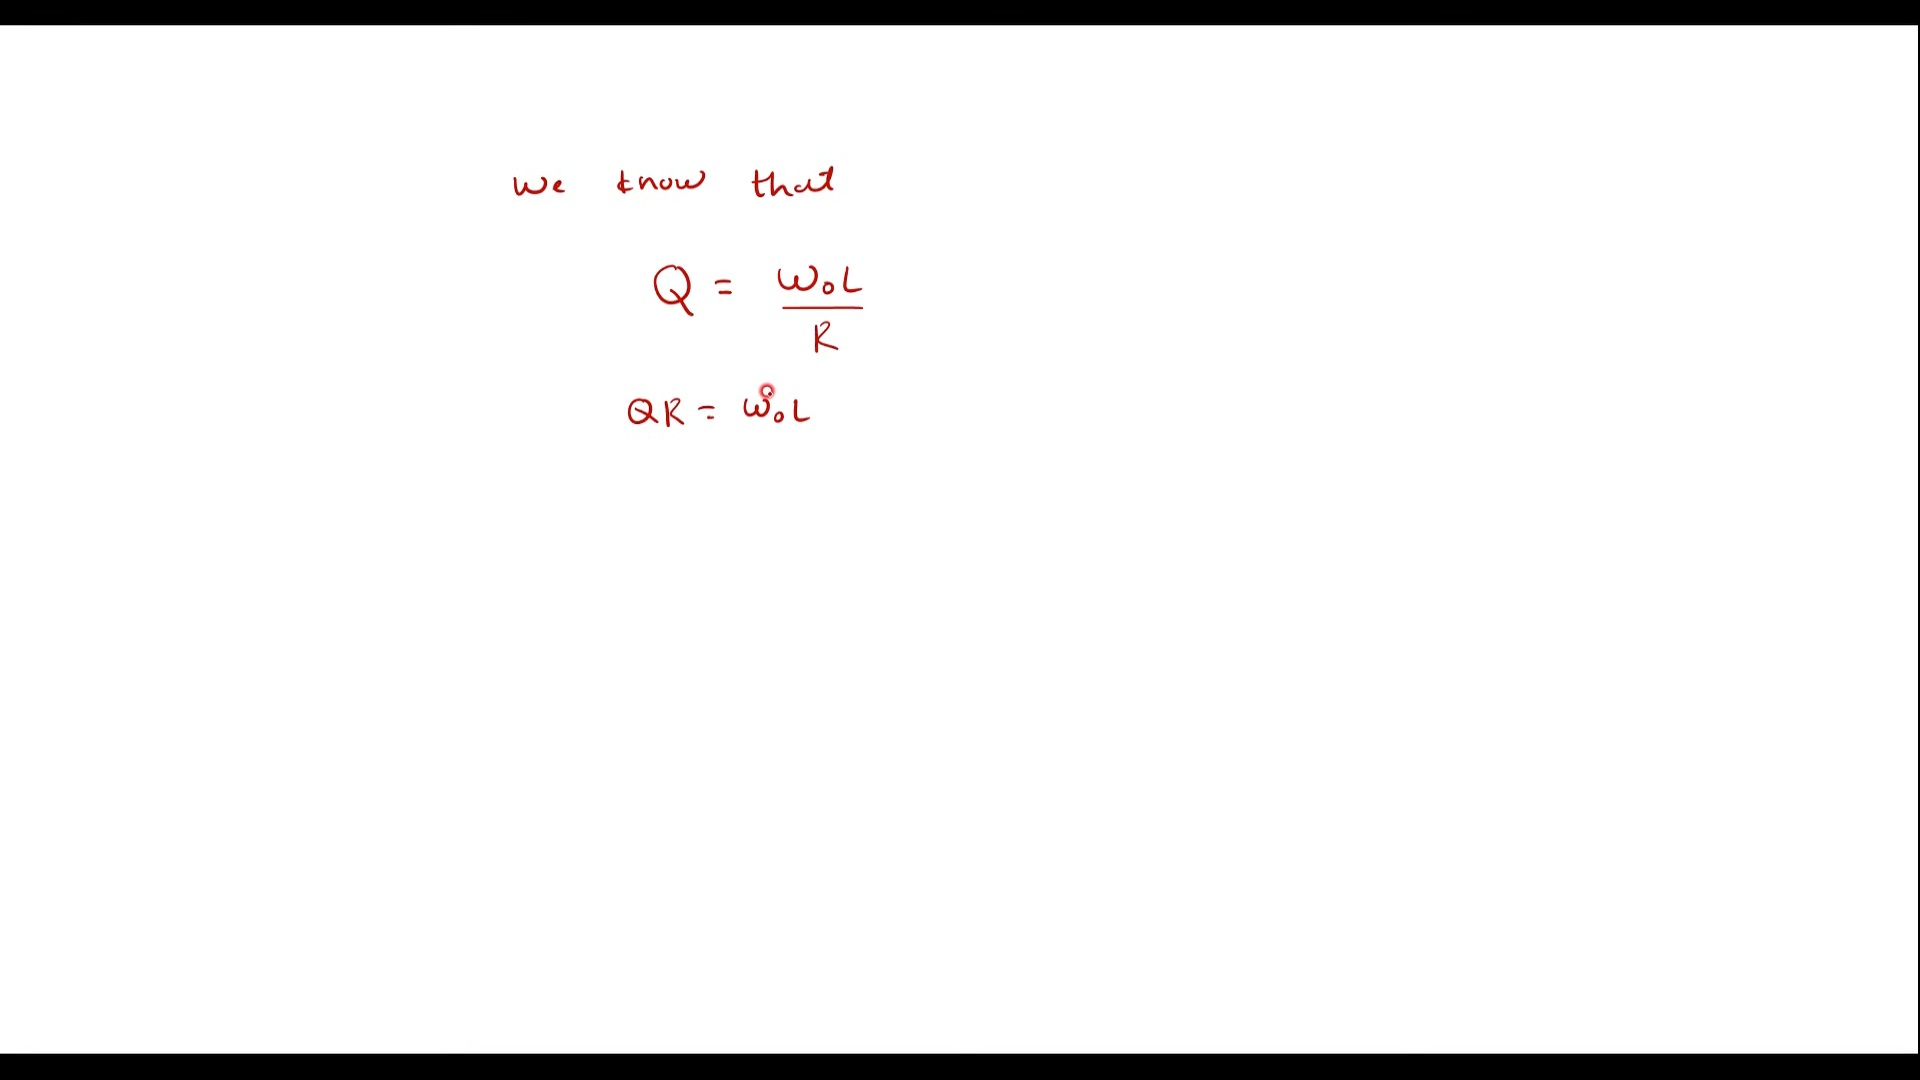 We know that
Q = ω₀L
R
QR = ω₀L